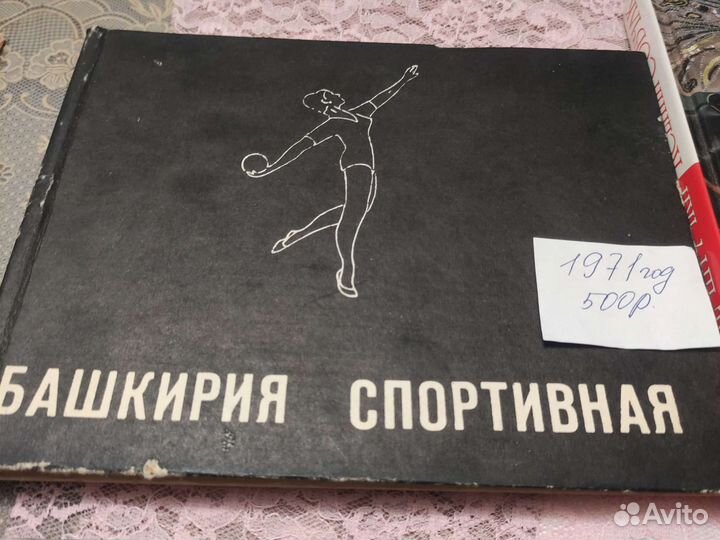 1971 год
500р.
БАШКИРИЯ СПОРТИВНАЯ
Avito